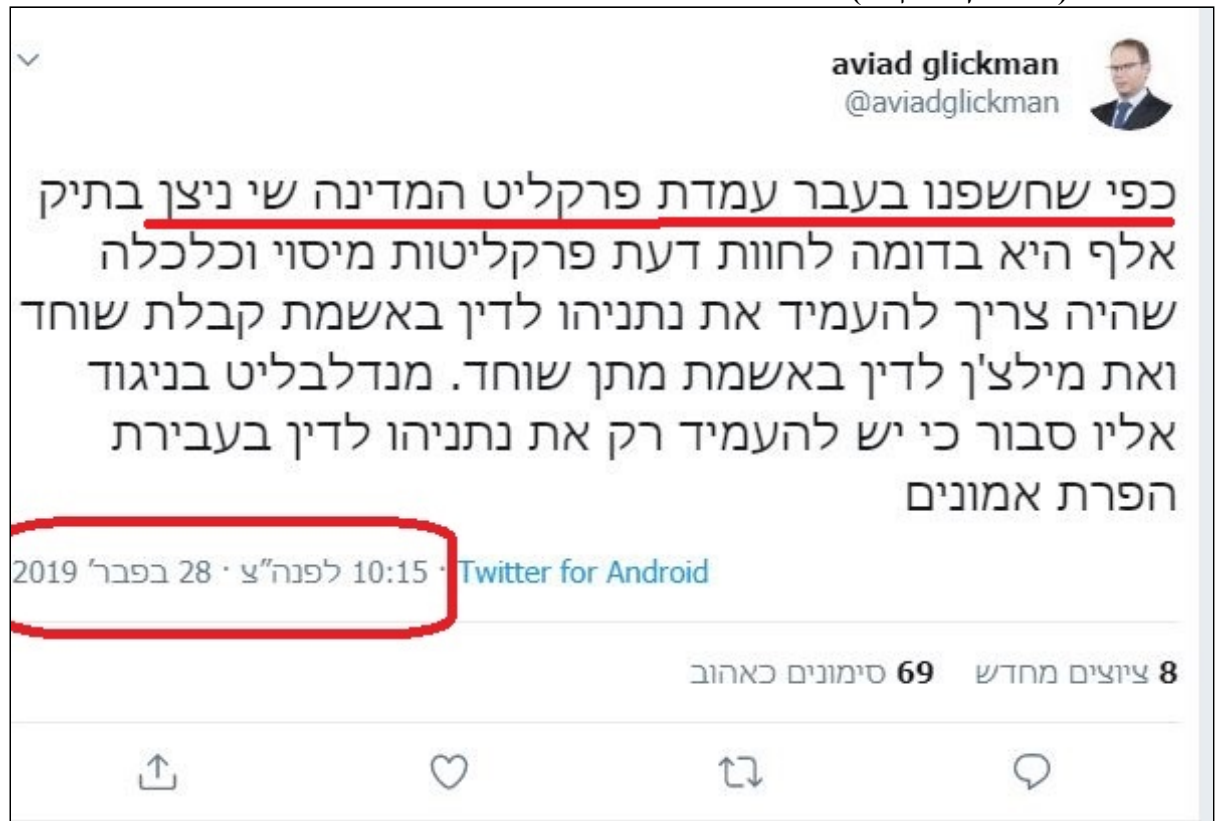 aviad glickman
@aviadglickman
כפי שחשפנו בעבר עמדת פרקליט המדינה שי ניצן בתיק
אלף היא בדומה לחוות דעת פרקליטות מיסוי וכלכלה
שהיה צריך להעמיד את נתניהו לדין באשמת קבלת שוחד
ואת מילצ'ן לדין באשמת מתן שוחד. מנדלבליט בניגוד
אליו סבור כי יש להעמיד רק את נתניהו לדין בעבירת
הפרת אמונים
10:15 לפנה"צ · 28 בפבר' 2019 · Twitter for Android
8 ציוצים מחדש 69 סימונים כאהוב